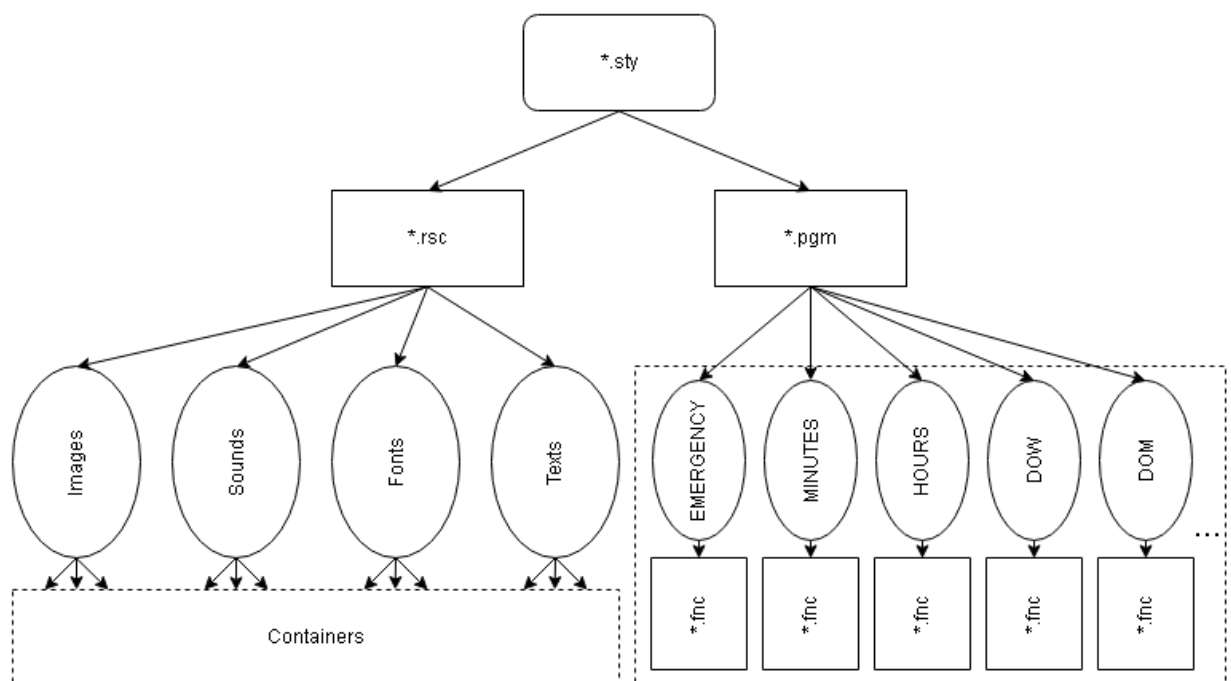 *.sty
*.rsc
*.pgm
Images
Sounds
Fonts
Texts
EMERGENCY
MINUTES
HOURS
DOW
DOM
...
Containers
*.fnc
*.fnc
*.fnc
*.fnc
*.fnc